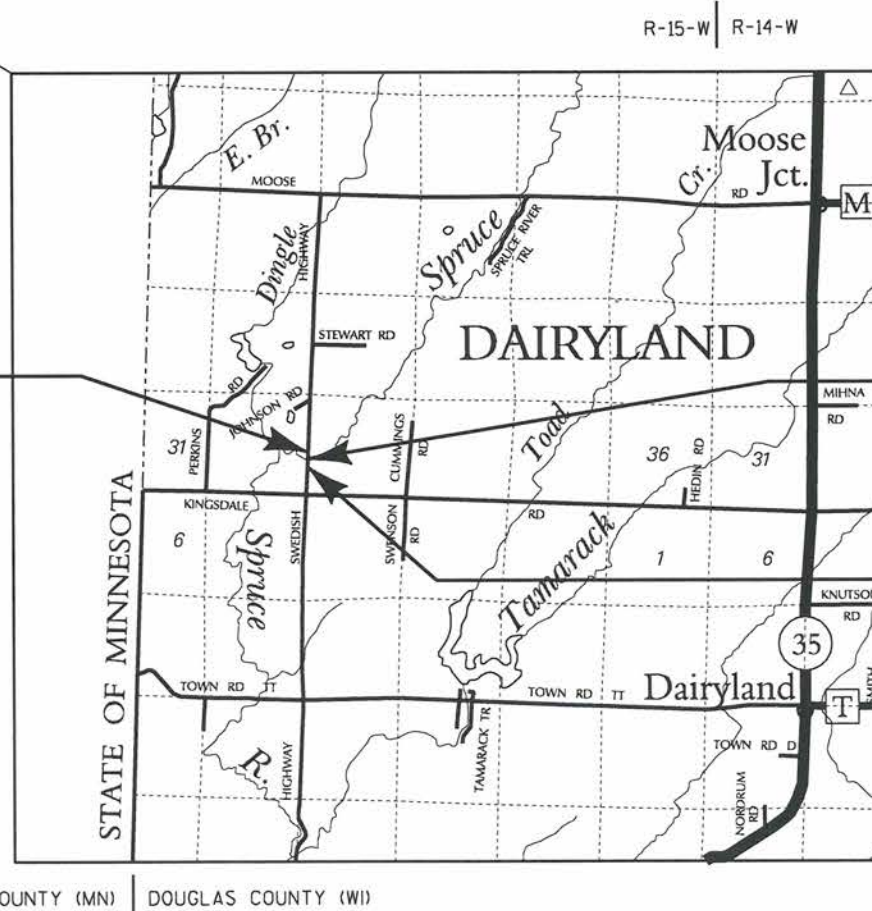 R-15-W R-14-W
E. Br.
MOOSE RD
Moose Jct.
M
Cr.
Dingle
HIGHWAY
Spruce
SPRUCE RIVER TRL
STEWART RD
DAIRYLAND
RD
JOHNSON RD
MIHNA RD
31
PERKINS
CUMMINGS RD
Toad
36
HEDIN RD
31
KINGSDALE RD
6
Spruce
SWEDISH
SWENSON RD
Tamarack
1
6
KNUTSON
RD
STATE OF MINNESOTA
35
TOWN RD TT
TOWN RD TT
Dairyland
T
SMITH
R.
HIGHWAY
TAMARACK TR
TOWN RD D
NORDRUM RD
OUNTY (MN) DOUGLAS COUNTY (WI)